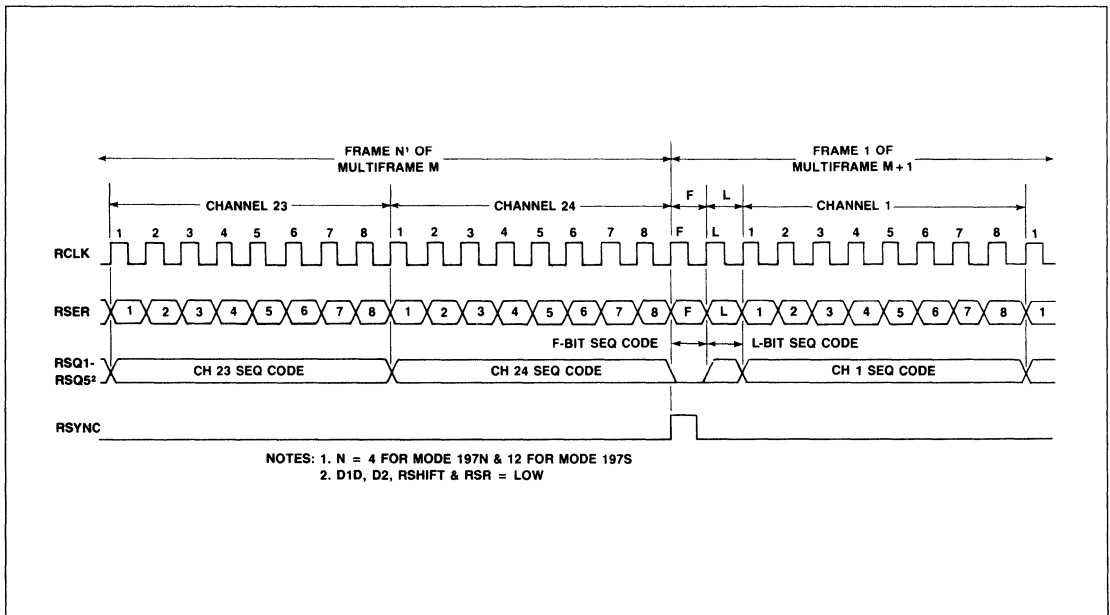 FRAME N¹ OF
MULTIFRAME M
FRAME 1 OF
MULTIFRAME M + 1
F L
CHANNEL 23 CHANNEL 24 CHANNEL 1
RCLK 1 2 3 4 5 6 7 8 1 2 3 4 5 6 7 8 F L 1 2 3 4 5 6 7 8 1
RSER 1 2 3 4 5 6 7 8 1 2 3 4 5 6 7 8 F L 1 2 3 4 5 6 7 8 1
F-BIT SEQ CODE L-BIT SEQ CODE
RSQ1-
RSQ5² CH 23 SEQ CODE CH 24 SEQ CODE CH 1 SEQ CODE
RSYNC
NOTES: 1. N = 4 FOR MODE 197N & 12 FOR MODE 197S
2. D1D, D2, RSHIFT & RSR = LOW